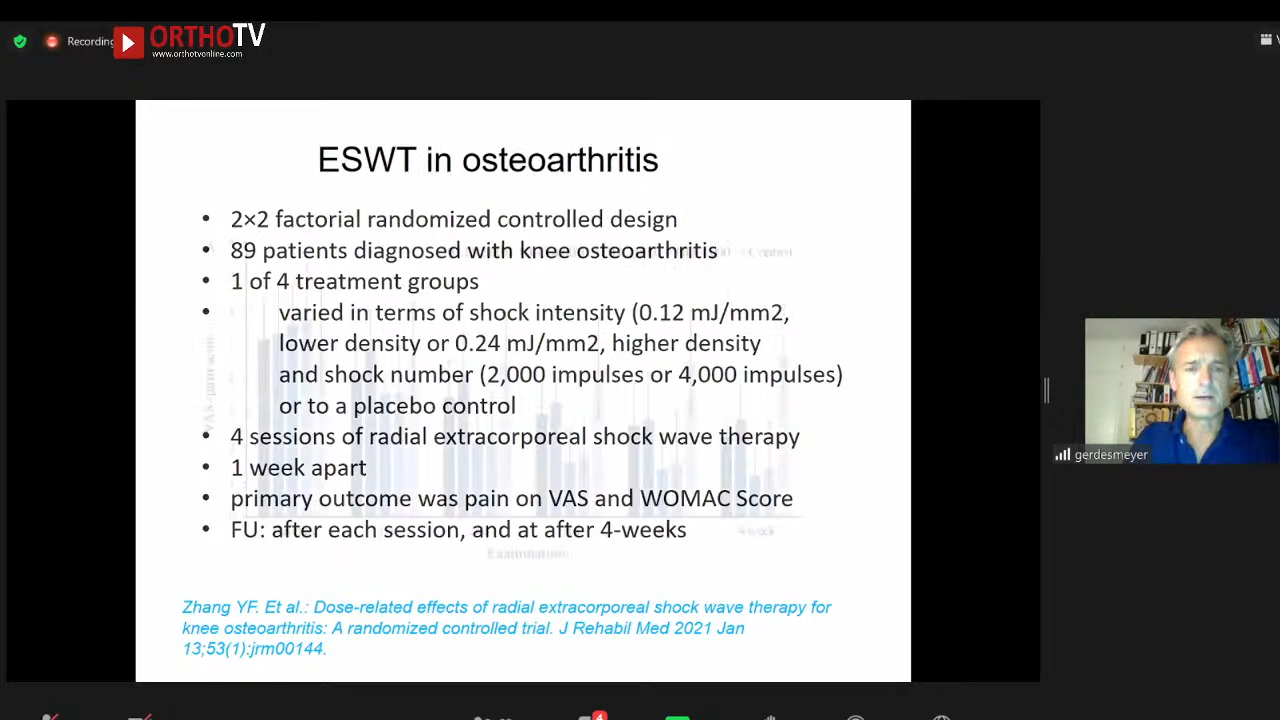 Recording
ORTHOTV
www.orthotvonline.com
ESWT in osteoarthritis
• 2×2 factorial randomized controlled design
• 89 patients diagnosed with knee osteoarthritis
• 1 of 4 treatment groups
• varied in terms of shock intensity (0.12 mJ/mm2,
lower density or 0.24 mJ/mm2, higher density
and shock number (2,000 impulses or 4,000 impulses)
or to a placebo control
• 4 sessions of radial extracorporeal shock wave therapy
• 1 week apart
• primary outcome was pain on VAS and WOMAC Score
• FU: after each session, and at after 4-weeks
Examination
Zhang YF. Et al.: Dose-related effects of radial extracorporeal shock wave therapy for
knee osteoarthritis: A randomized controlled trial. J Rehabil Med 2021 Jan
13;53(1):jrm00144.
gerdesmeyer
4